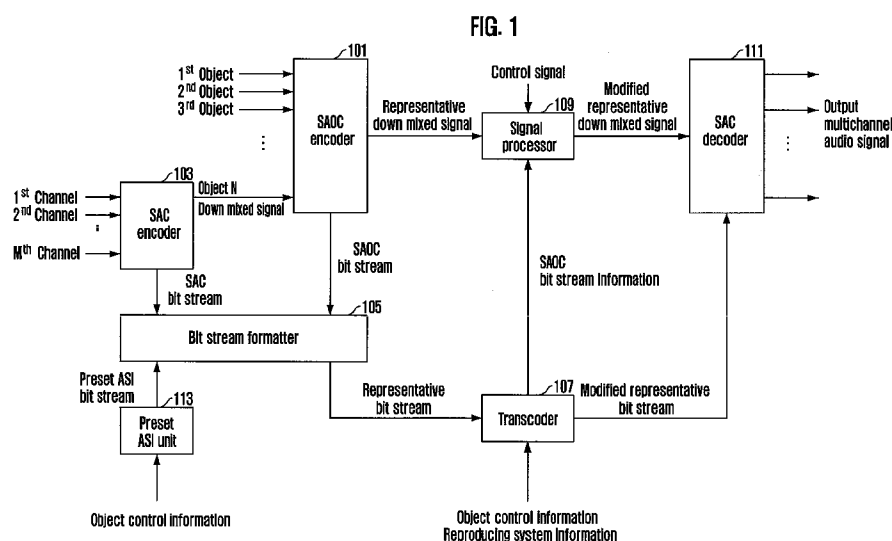 FIG. 1
101
1st Object
2nd Object
3rd Object
SAOC
encoder
Representative
down mixed signal
Control signal
109
Signal
processor
Modified
representative
down mixed signal
111
SAC
decoder
Output
multichannel
audio signal
103
1st Channel
2nd Channel
Mth Channel
SAC
encoder
Object N
Down mixed signal
SAC
bit stream
SAOC
bit stream
SAOC
bit stream information
105
Bit stream formatter
Preset ASI
bit stream
113
Preset
ASI unit
Object control information
Representative
bit stream
107
Transcoder
Modified representative
bit stream
Object control information
Reproducing system information